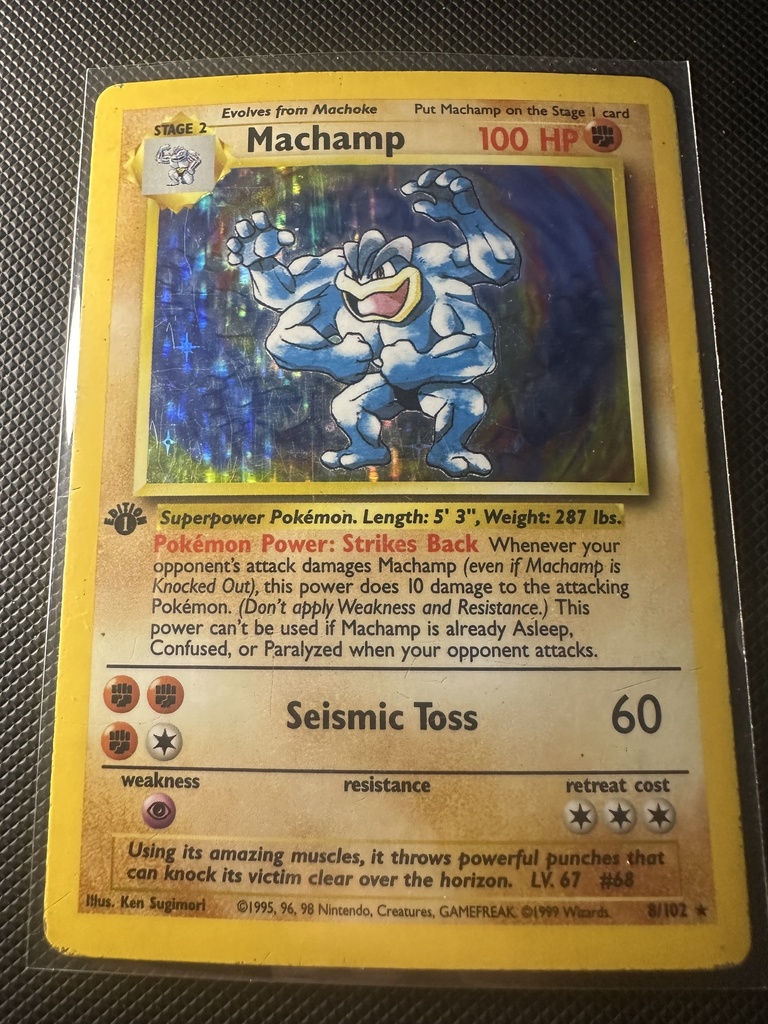 Evolves from Machoke Put Machamp on the Stage 1 card
STAGE 2
Machamp 100 HP
EDITION 1
Superpower Pokémon. Length: 5' 3", Weight: 287 lbs.
Pokémon Power: Strikes Back Whenever your
opponent's attack damages Machamp (even if Machamp is
Knocked Out), this power does 10 damage to the attacking
Pokémon. (Don't apply Weakness and Resistance.) This
power can't be used if Machamp is already Asleep,
Confused, or Paralyzed when your opponent attacks.
Seismic Toss 60
weakness resistance retreat cost
Using its amazing muscles, it throws powerful punches that
can knock its victim clear over the horizon. LV. 67 #68
Illus. Ken Sugimori ©1995, 96, 98 Nintendo, Creatures, GAMEFREAK. ©1999 Wizards. 8/102 ★